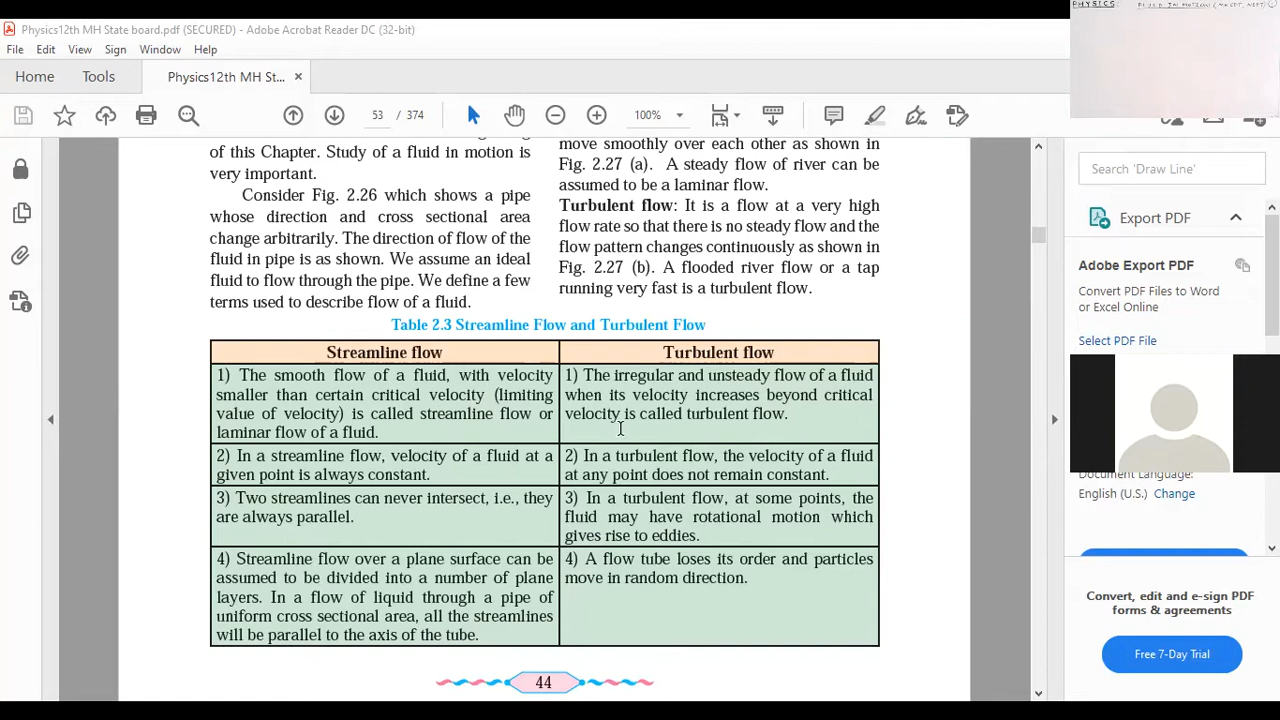 Physics12th MH State board.pdf (SECURED) - Adobe Acrobat Reader DC (32-bit)
File Edit View Sign Window Help
Home Tools Physics12th MH St... ×
53 / 374 100%
of this Chapter. Study of a fluid in motion is
very important.
Consider Fig. 2.26 which shows a pipe
whose direction and cross sectional area
change arbitrarily. The direction of flow of the
fluid in pipe is as shown. We assume an ideal
fluid to flow through the pipe. We define a few
terms used to describe flow of a fluid.
move smoothly over each other as shown in
Fig. 2.27 (a). A steady flow of river can be
assumed to be a laminar flow.
Turbulent flow: It is a flow at a very high
flow rate so that there is no steady flow and the
flow pattern changes continuously as shown in
Fig. 2.27 (b). A flooded river flow or a tap
running very fast is a turbulent flow.
Table 2.3 Streamline Flow and Turbulent Flow
Streamline flow
Turbulent flow
1) The smooth flow of a fluid, with velocity
smaller than certain critical velocity (limiting
value of velocity) is called streamline flow or
laminar flow of a fluid.
1) The irregular and unsteady flow of a fluid
when its velocity increases beyond critical
velocity is called turbulent flow.
2) In a streamline flow, velocity of a fluid at a
given point is always constant.
2) In a turbulent flow, the velocity of a fluid
at any point does not remain constant.
3) Two streamlines can never intersect, i.e., they
are always parallel.
3) In a turbulent flow, at some points, the
fluid may have rotational motion which
gives rise to eddies.
4) Streamline flow over a plane surface can be
assumed to be divided into a number of plane
layers. In a flow of liquid through a pipe of
uniform cross sectional area, all the streamlines
will be parallel to the axis of the tube.
4) A flow tube loses its order and particles
move in random direction.
44
PHYSICS:
Search 'Draw Line'
Export PDF
Adobe Export PDF
Convert PDF Files to Word
or Excel Online
Select PDF File
Document Language:
English (U.S.) Change
Convert, edit and e-sign PDF
forms & agreements
Free 7-Day Trial